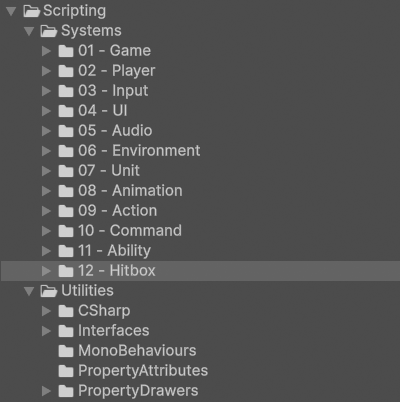 Scripting
Systems
01 - Game
02 - Player
03 - Input
04 - UI
05 - Audio
06 - Environment
07 - Unit
08 - Animation
09 - Action
10 - Command
11 - Ability
12 - Hitbox
Utilities
CSharp
Interfaces
MonoBehaviours
PropertyAttributes
PropertyDrawers